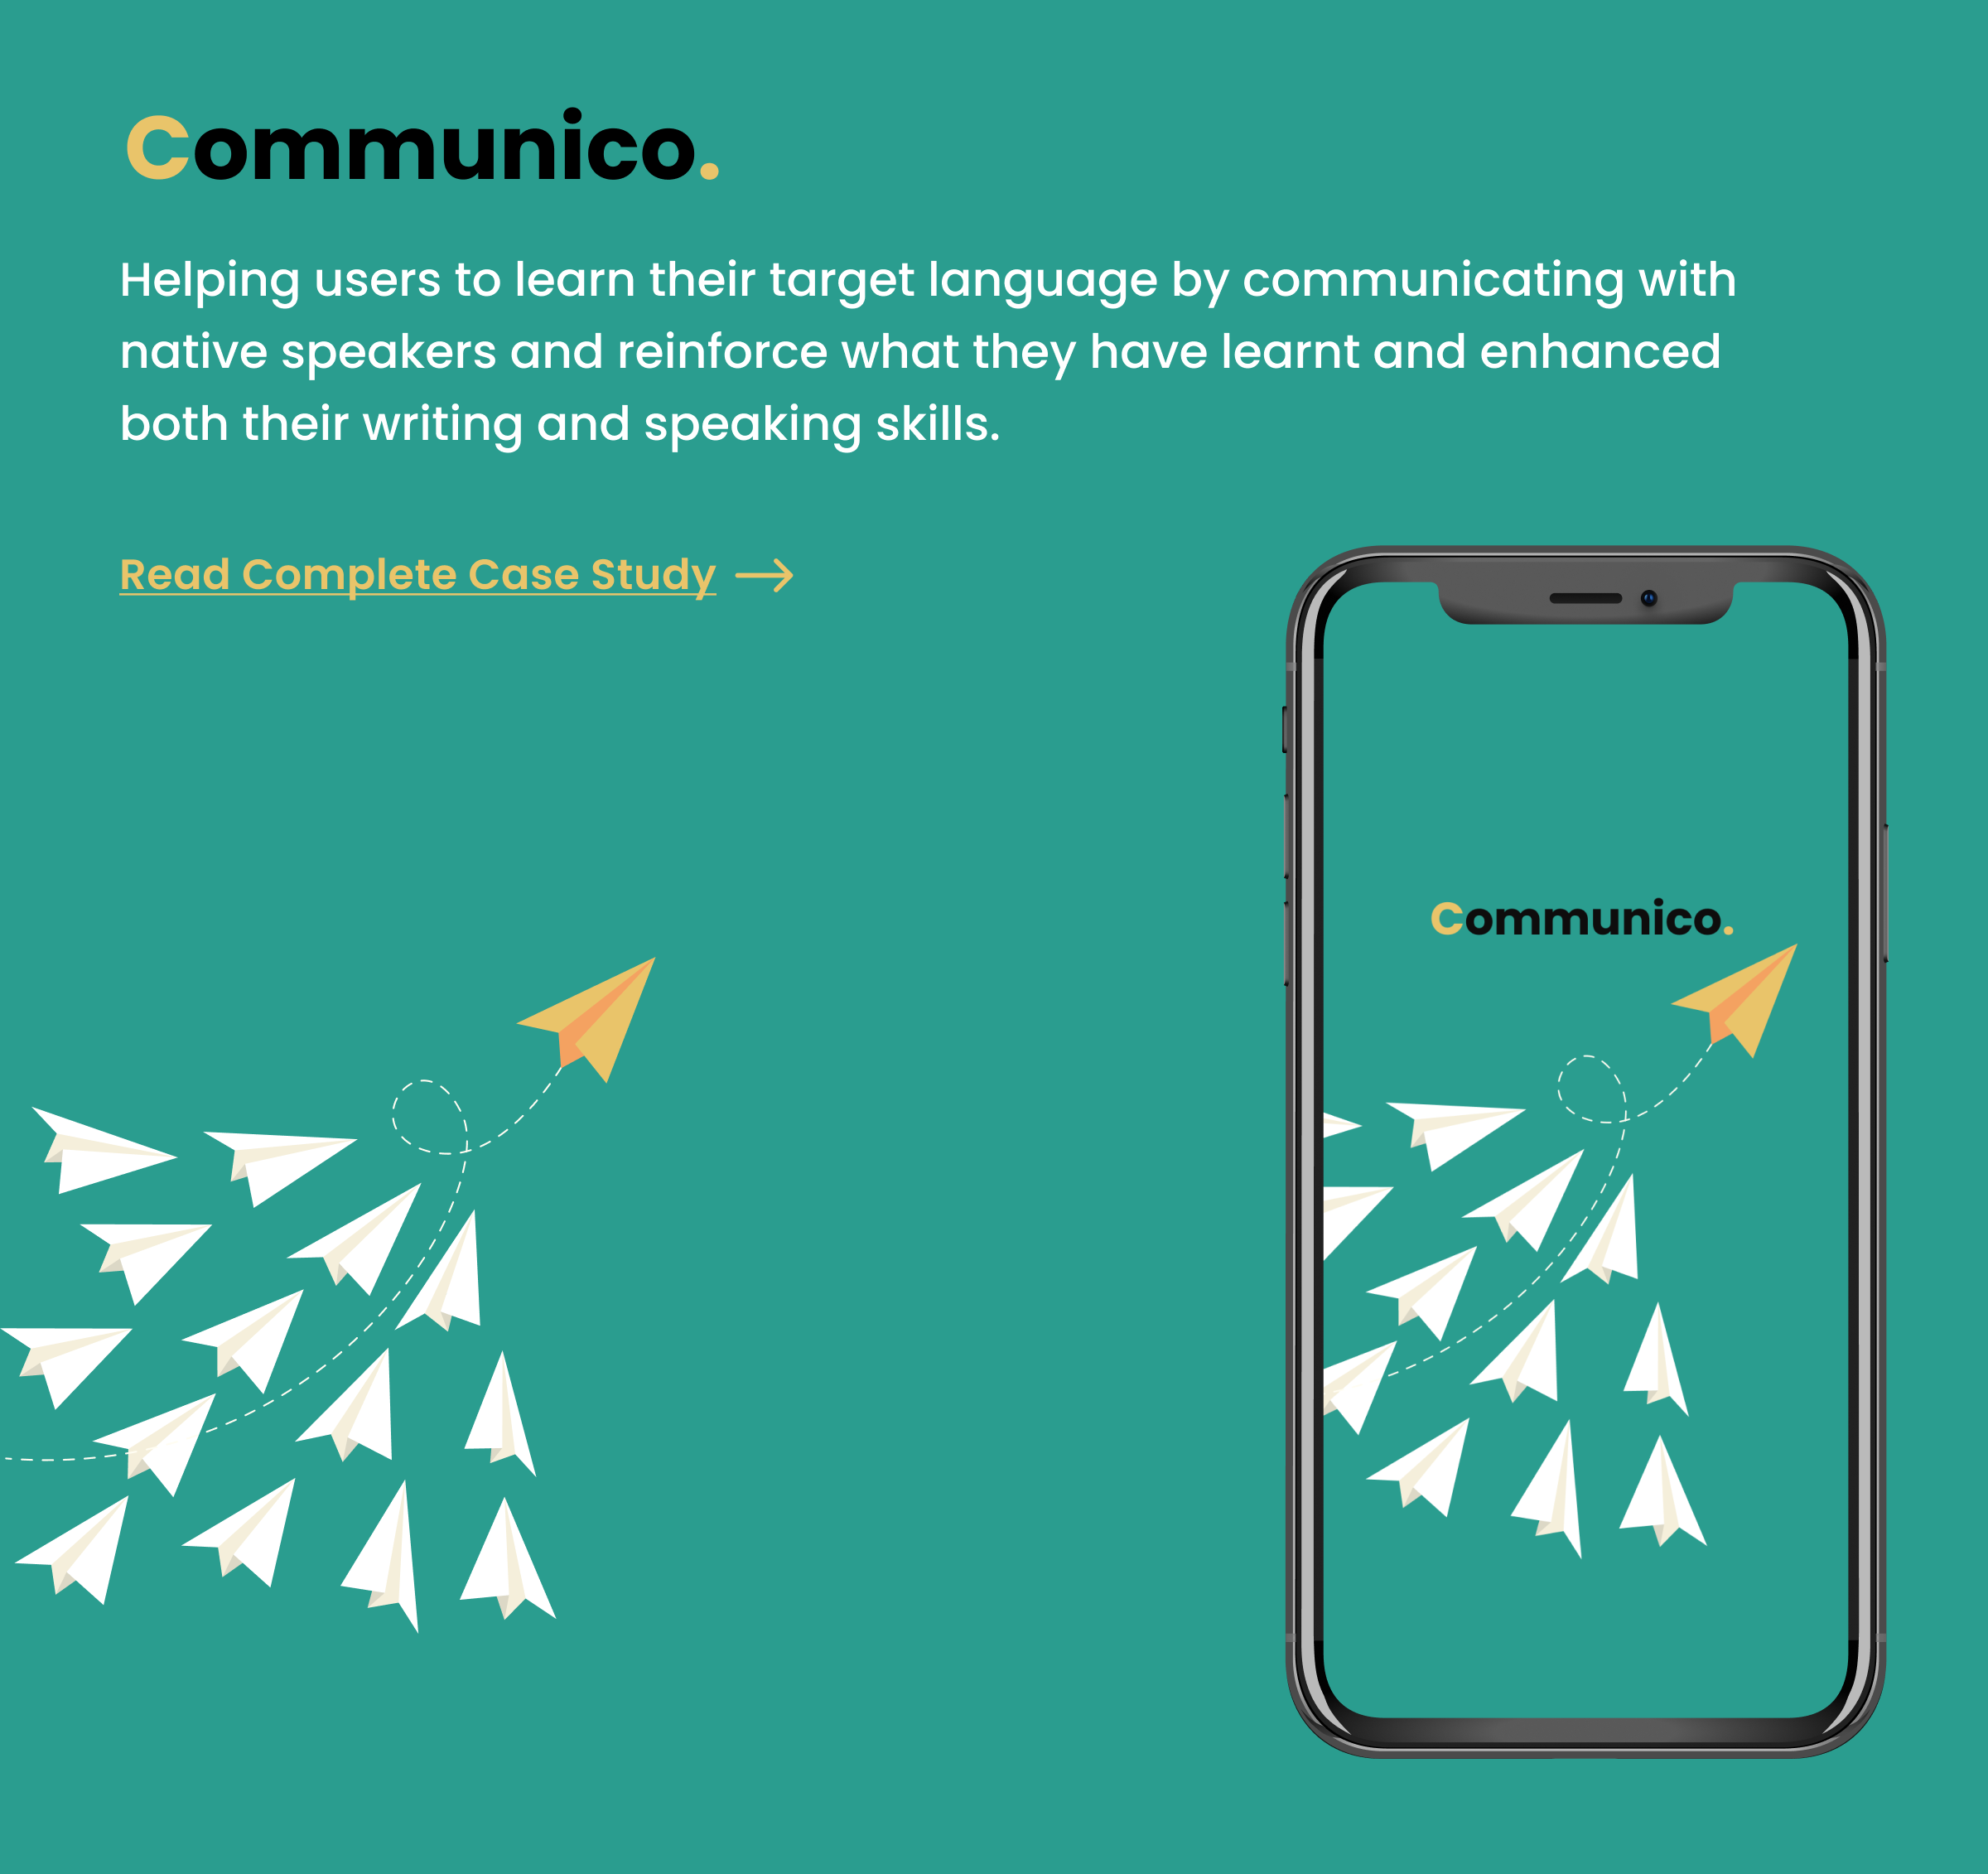 Communico.
Helping users to learn their target language by communicating with
native speakers and reinforce what they have learnt and enhanced
both their writing and speaking skills.
Read Complete Case Study
Communico.